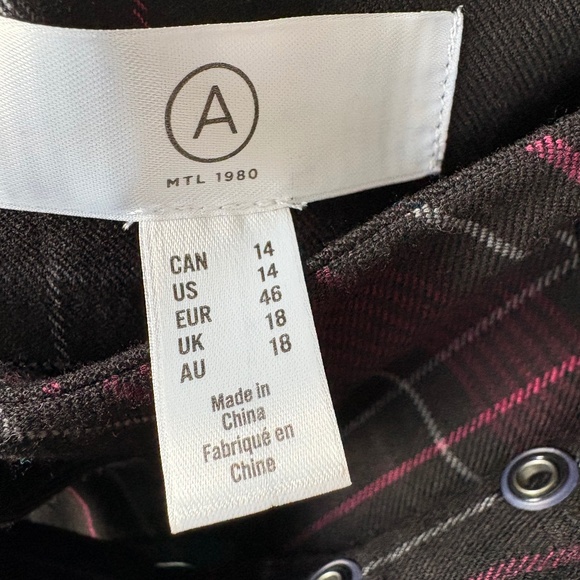 A
MTL 1980
CAN 14
US 14
EUR 46
UK 18
AU 18
Made in
China
Fabriqué en
Chine